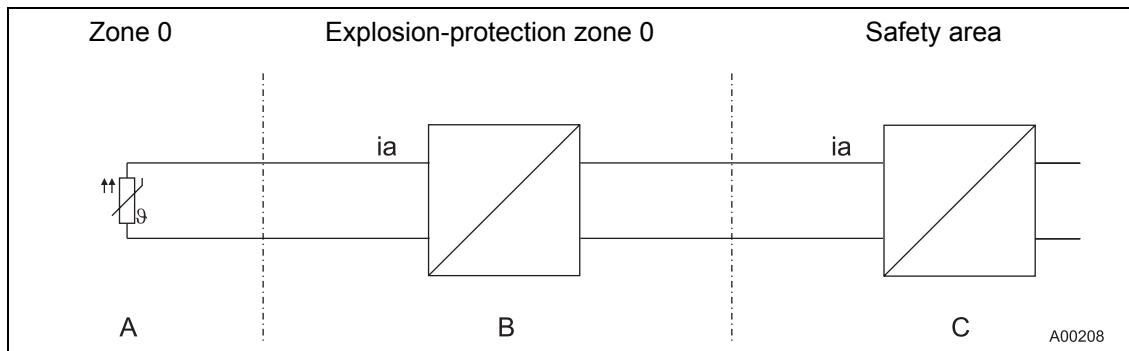 Zone 0 Explosion-protection zone 0 Safety area
ia ia
ϑ
A B C A00208